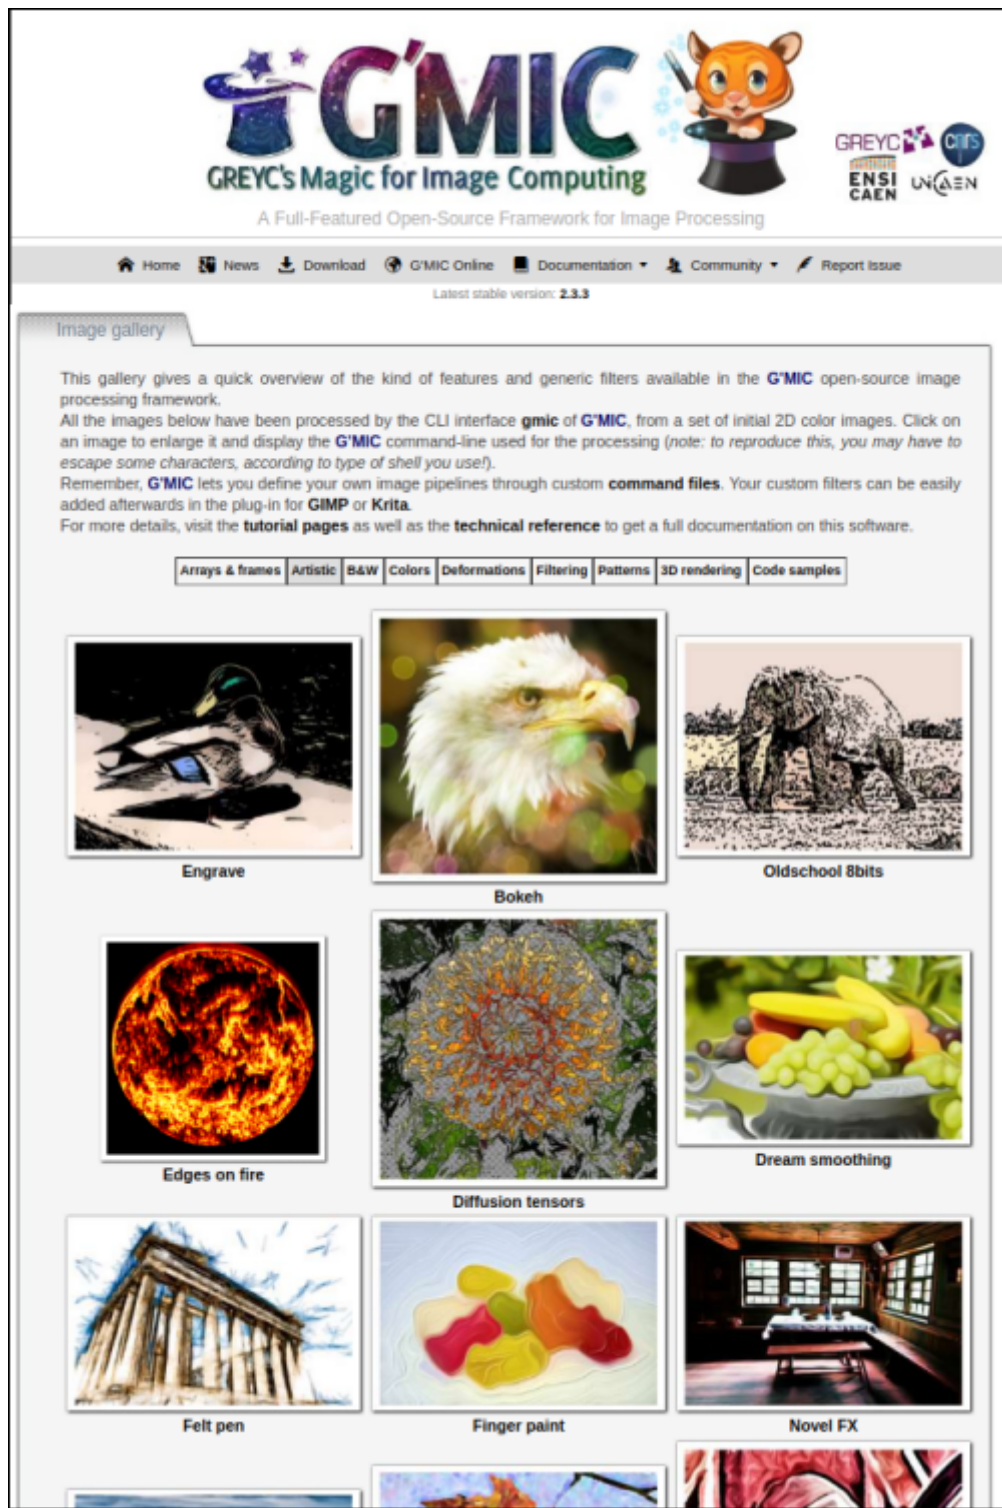 G'MIC
GREYC's Magic for Image Computing
GREYC
cnrs
ENSI
CAEN
UNICAEN
A Full-Featured Open-Source Framework for Image Processing
Home News Download G'MIC Online Documentation Community Report Issue
Latest stable version: 2.3.3
Image gallery
This gallery gives a quick overview of the kind of features and generic filters available in the G'MIC open-source image
processing framework.
All the images below have been processed by the CLI interface gmic of G'MIC, from a set of initial 2D color images. Click on
an image to enlarge it and display the G'MIC command-line used for the processing (note: to reproduce this, you may have to
escape some characters, according to type of shell you use!).
Remember, G'MIC lets you define your own image pipelines through custom command files. Your custom filters can be easily
added afterwards in the plug-in for GIMP or Krita.
For more details, visit the tutorial pages as well as the technical reference to get a full documentation on this software.
Arrays & frames Artistic B&W Colors Deformations Filtering Patterns 3D rendering Code samples
Engrave
Bokeh
Oldschool 8bits
Edges on fire
Diffusion tensors
Dream smoothing
Felt pen
Finger paint
Novel FX